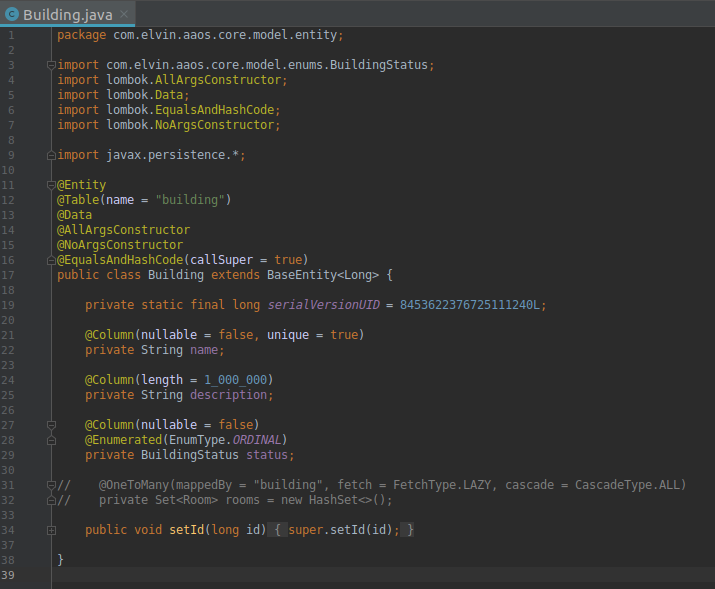 Building.java
1 package com.elvin.aaos.core.model.entity;
2
3 import com.elvin.aaos.core.model.enums.BuildingStatus;
4 import lombok.AllArgsConstructor;
5 import lombok.Data;
6 import lombok.EqualsAndHashCode;
7 import lombok.NoArgsConstructor;
8
9 import javax.persistence.*;
10
11 @Entity
12 @Table(name = "building")
13 @Data
14 @AllArgsConstructor
15 @NoArgsConstructor
16 @EqualsAndHashCode(callSuper = true)
17 public class Building extends BaseEntity<Long> {
18
19     private static final long serialVersionUID = 8453622376725111240L;
20
21     @Column(nullable = false, unique = true)
22     private String name;
23
24     @Column(length = 1_000_000)
25     private String description;
26
27     @Column(nullable = false)
28     @Enumerated(EnumType.ORDINAL)
29     private BuildingStatus status;
30
31 //    @OneToMany(mappedBy = "building", fetch = FetchType.LAZY, cascade = CascadeType.ALL)
32 //    private Set<Room> rooms = new HashSet<>();
33
34     public void setId(long id) { super.setId(id); }
37
38 }
39